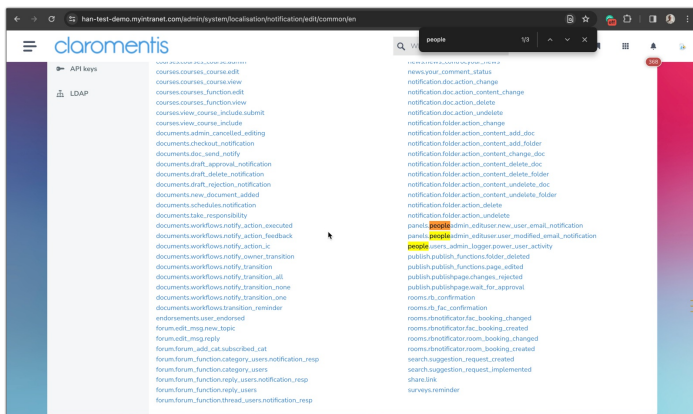 han-test-demo.myintranet.com/admin/system/localisation/notification/edit/common/en
people
1/3
claromentis
208
API keys
LDAP
courses.courses_course.edit
courses.courses_course.view
courses.courses_function.edit
courses.courses_function.view
courses.view_course_include.submit
courses.view_course_include
documents.admin_cancelled_editing
documents.checkout_notification
documents.doc_send_notify
documents.draft_approval_notification
documents.draft_delete_notification
documents.draft_rejection_notification
documents.new_document_added
documents.schedules.notification
documents.take_responsibility
documents.workflows.notify_action_executed
documents.workflows.notify_action_feedback
documents.workflows.notify_action_ic
documents.workflows.notify_owner_transition
documents.workflows.notify_transition
documents.workflows.notify_transition_all
documents.workflows.notify_transition_none
documents.workflows.notify_transition_one
documents.workflows.transition_reminder
endorsements.user_endorsed
forum.edit_msg.new_topic
forum.edit_msg.reply
forum.forum_add_cat.subscribed_cat
forum.forum_function.category_users.notification_resp
forum.forum_function.category_users
forum.forum_function.reply_users.notification_resp
forum.forum_function.reply_users
forum.forum_function.thread_users.notification_resp
news.your_comment_status
notification.doc.action_change
notification.doc.action_content_change
notification.doc.action_delete
notification.doc.action_undelete
notification.folder.action_change
notification.folder.action_content_add_doc
notification.folder.action_content_add_folder
notification.folder.action_content_change_doc
notification.folder.action_content_delete_doc
notification.folder.action_content_delete_folder
notification.folder.action_content_undelete_doc
notification.folder.action_content_undelete_folder
notification.folder.action_delete
notification.folder.action_undelete
panels.peopleadmin_edituser.new_user_email_notification
panels.peopleadmin_edituser.user_modified_email_notification
people.users_admin_logger.power_user_activity
publish.publish_functions.folder_deleted
publish.publish_functions.page_edited
publish.publishpage.changes_rejected
publish.publishpage.wait_for_approval
rooms.rb_confirmation
rooms.rb_fac_confirmation
rooms.rbnotificator.fac_booking_changed
rooms.rbnotificator.fac_booking_created
rooms.rbnotificator.room_booking_changed
rooms.rbnotificator.room_booking_created
search.suggestion_request_created
search.suggestion_request_implemented
share.link
surveys.reminder